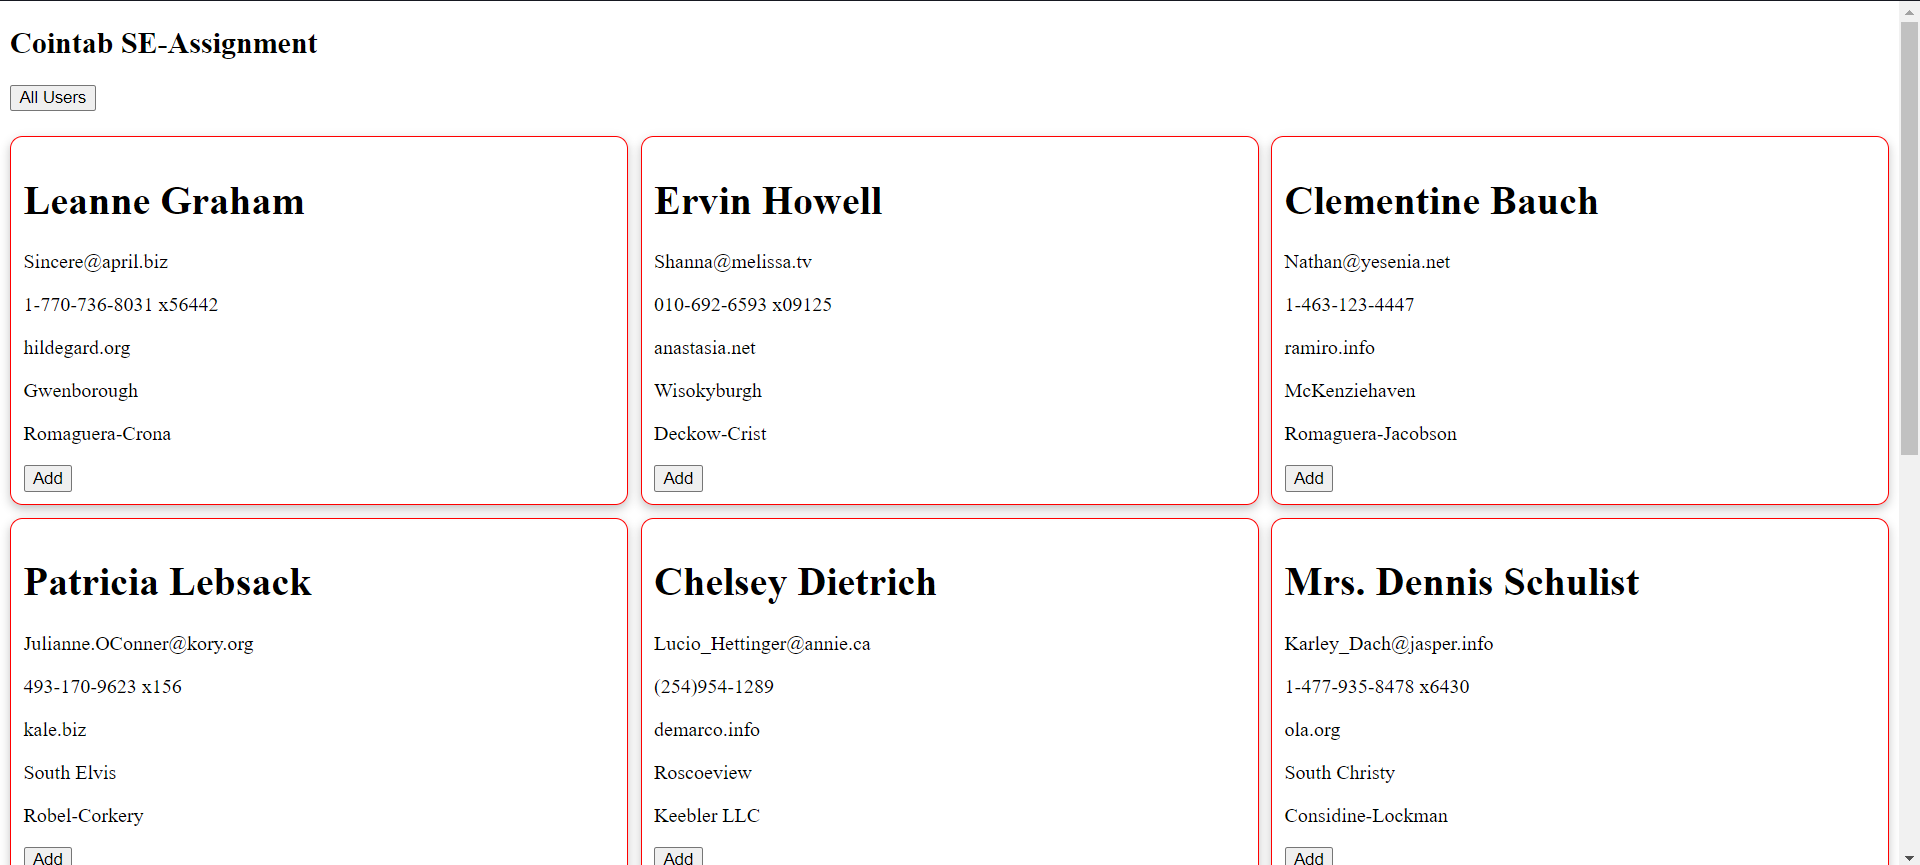 Cointab SE-Assignment
All Users
Leanne Graham
Sincere@april.biz
1-770-736-8031 x56442
hildegard.org
Gwenborough
Romaguera-Crona
Add
Ervin Howell
Shanna@melissa.tv
010-692-6593 x09125
anastasia.net
Wisokyburgh
Deckow-Crist
Add
Clementine Bauch
Nathan@yesenia.net
1-463-123-4447
ramiro.info
McKenziehaven
Romaguera-Jacobson
Add
Patricia Lebsack
Julianne.OConner@kory.org
493-170-9623 x156
kale.biz
South Elvis
Robel-Corkery
Add
Chelsey Dietrich
Lucio_Hettinger@annie.ca
(254)954-1289
demarco.info
Roscoeview
Keebler LLC
Add
Mrs. Dennis Schulist
Karley_Dach@jasper.info
1-477-935-8478 x6430
ola.org
South Christy
Considine-Lockman
Add